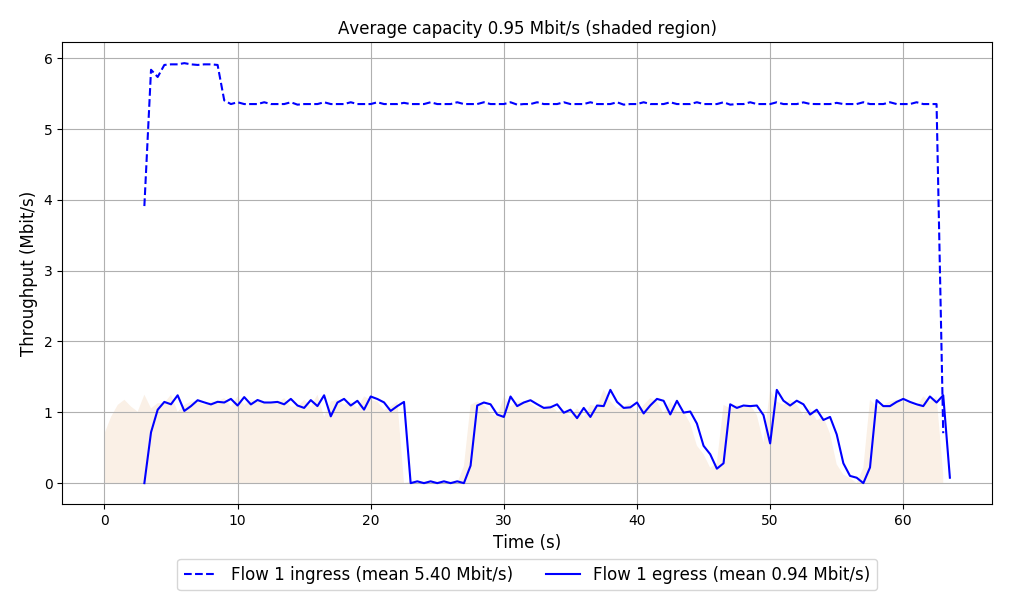 Average capacity 0.95 Mbit/s (shaded region)
Throughput (Mbit/s)
6
5
4
3
2
1
0
0 10 20 30 40 50 60
Time (s)
Flow 1 ingress (mean 5.40 Mbit/s) Flow 1 egress (mean 0.94 Mbit/s)